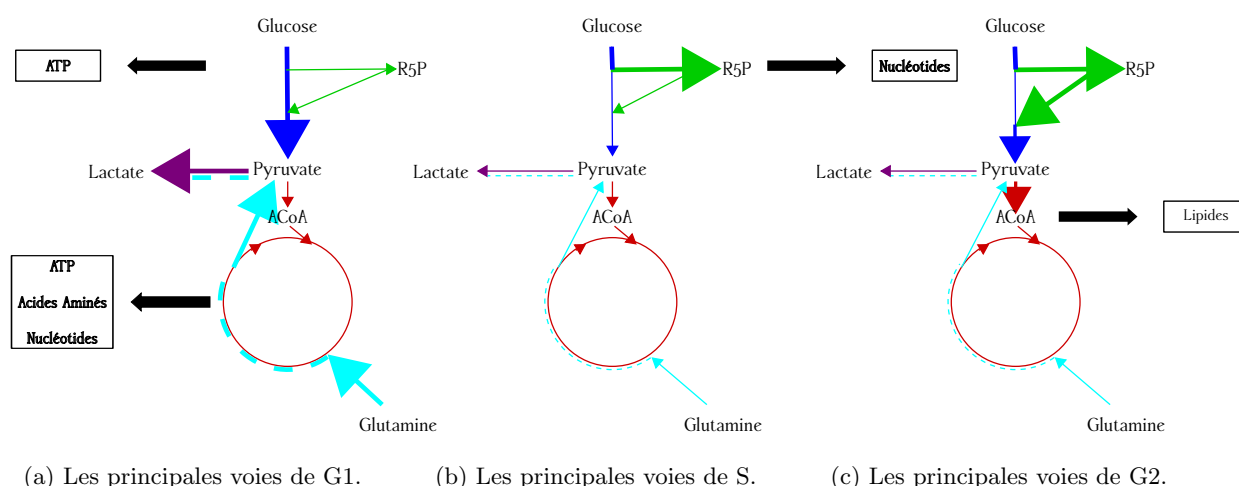 Glucose
ATP
R5P
Lactate
Pyruvate
ACoA
ATP
Acides Aminés
Nucléotides
Glutamine
(a) Les principales voies de G1.
Glucose
R5P
Nucléotides
Lactate
Pyruvate
ACoA
Glutamine
(b) Les principales voies de S.
Glucose
R5P
Lactate
Pyruvate
ACoA
Lipides
Glutamine
(c) Les principales voies de G2.